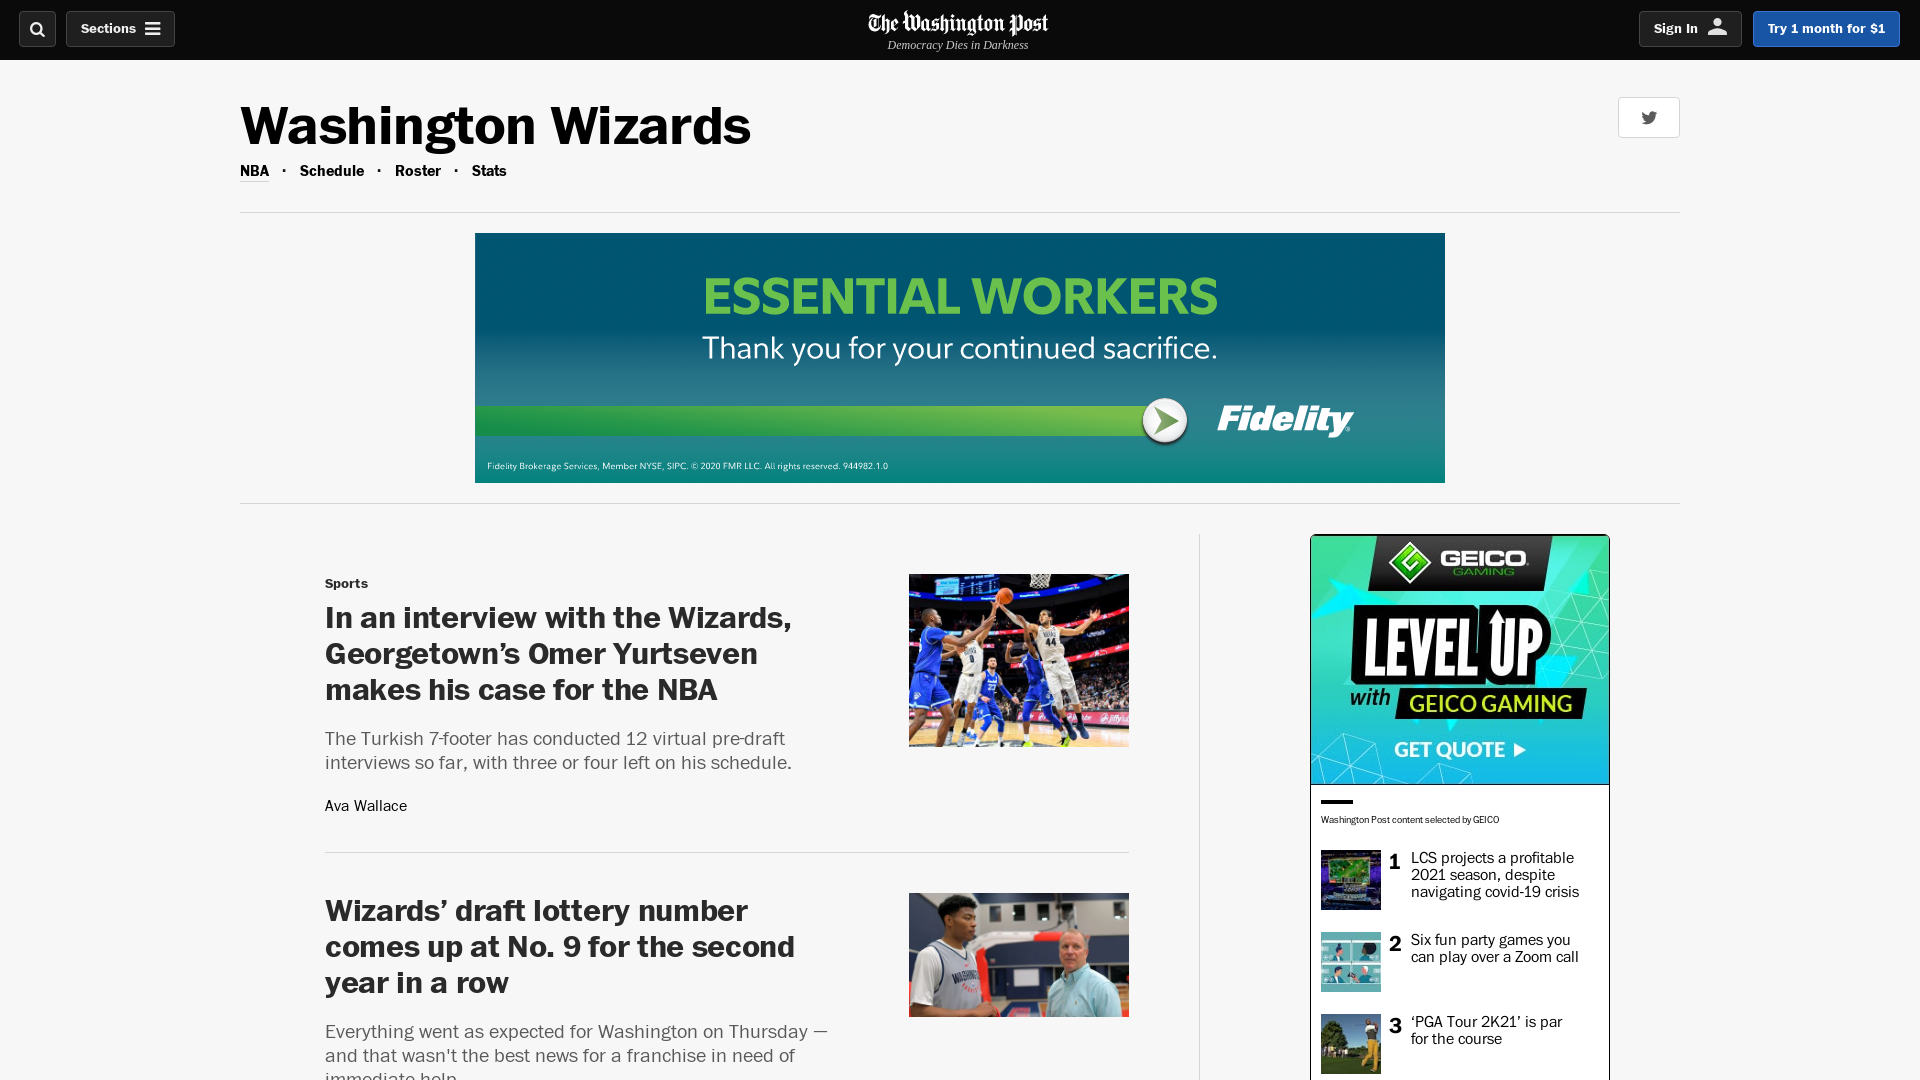 Sections
The Washington Post
Democracy Dies in Darkness
Sign In
Try 1 month for $1
Washington Wizards
NBA · Schedule · Roster · Stats
ESSENTIAL WORKERS
Thank you for your continued sacrifice.
Fidelity
Fidelity Brokerage Services, Member NYSE, SIPC. © 2020 FMR LLC. All rights reserved. 944982.1.0
Sports
In an interview with the Wizards,
Georgetown’s Omer Yurtseven
makes his case for the NBA
The Turkish 7-footer has conducted 12 virtual pre-draft
interviews so far, with three or four left on his schedule.
Ava Wallace
Wizards’ draft lottery number
comes up at No. 9 for the second
year in a row
Everything went as expected for Washington on Thursday —
and that wasn't the best news for a franchise in need of
immediate help.
GEICO
GAMING
LEVEL UP
with GEICO GAMING
GET QUOTE
Washington Post content selected by GEICO
1 LCS projects a profitable
2021 season, despite
navigating covid-19 crisis
2 Six fun party games you
can play over a Zoom call
3 ‘PGA Tour 2K21’ is par
for the course